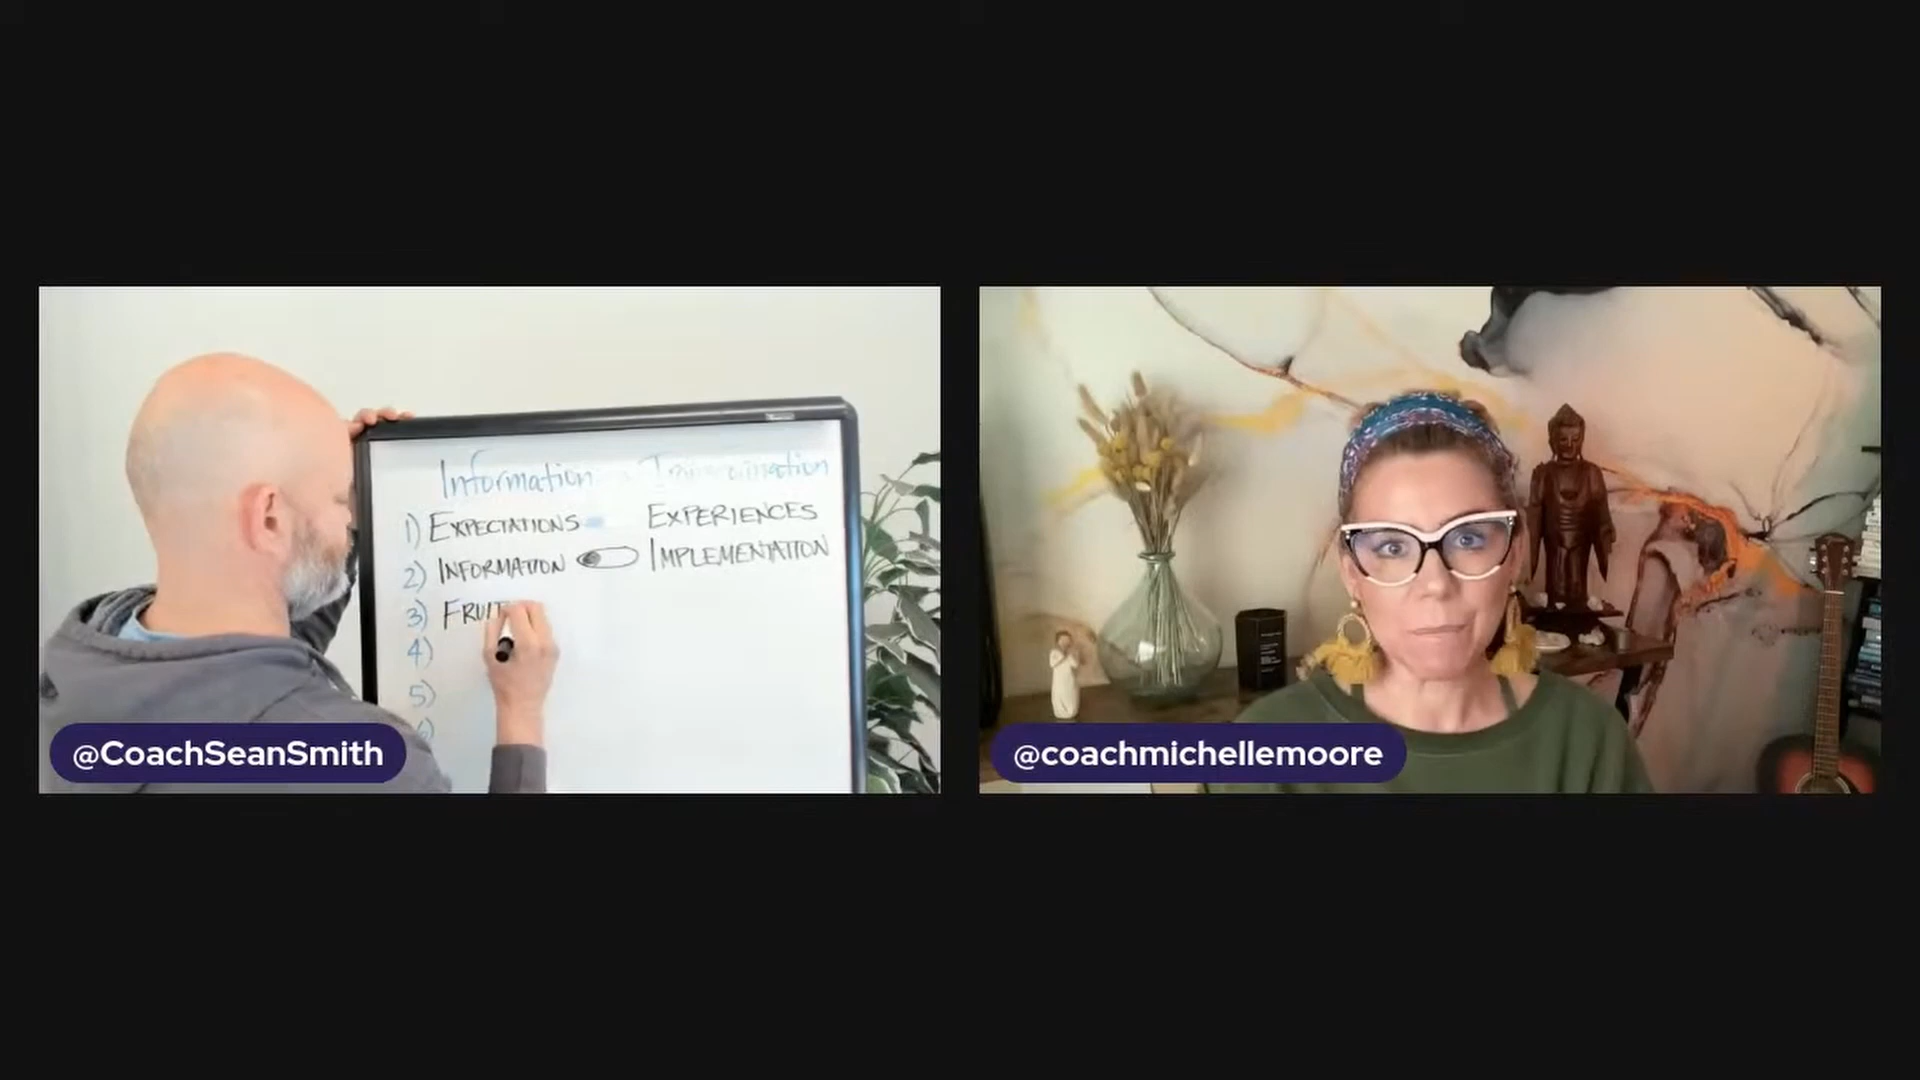 Information
1) EXPECTATIONS EXPERIENCES
2) INFORMATION IMPLEMENTATION
3) FRUIT
4)
5)
@CoachSeanSmith
@coachmichellemoore